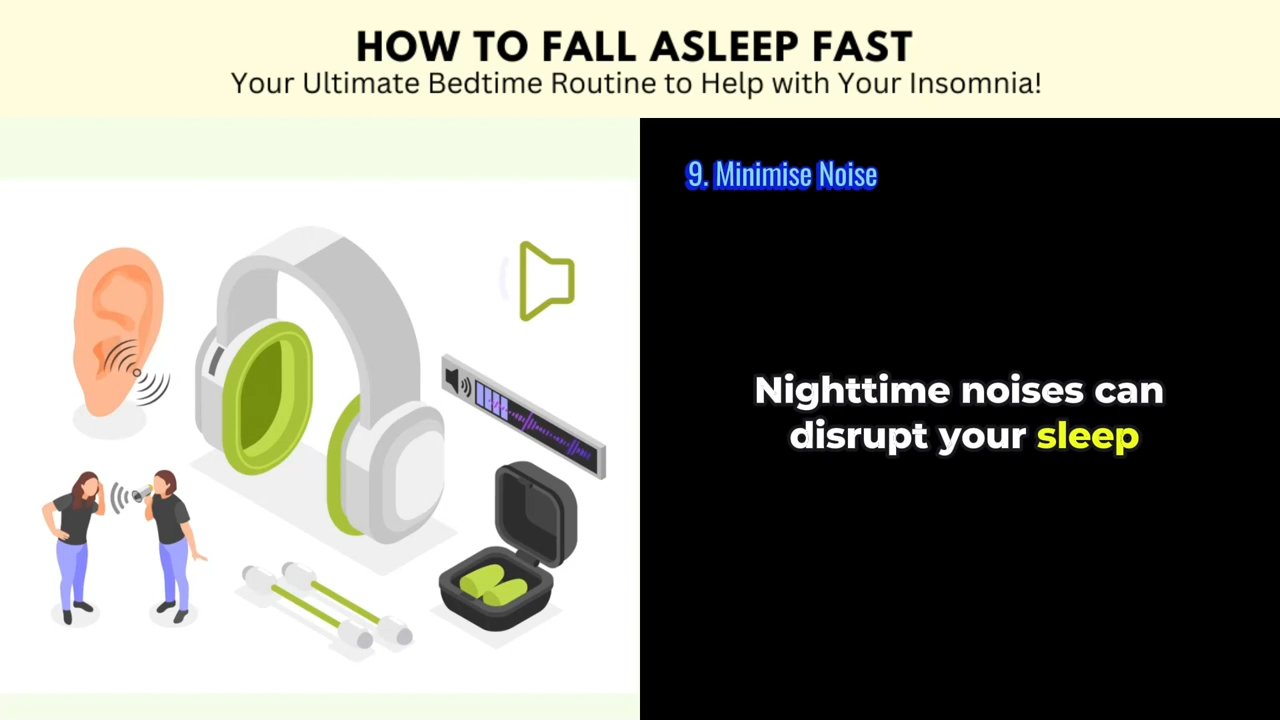 HOW TO FALL ASLEEP FAST
Your Ultimate Bedtime Routine to Help with Your Insomnia!
9. Minimise Noise
Nighttime noises can
disrupt your sleep